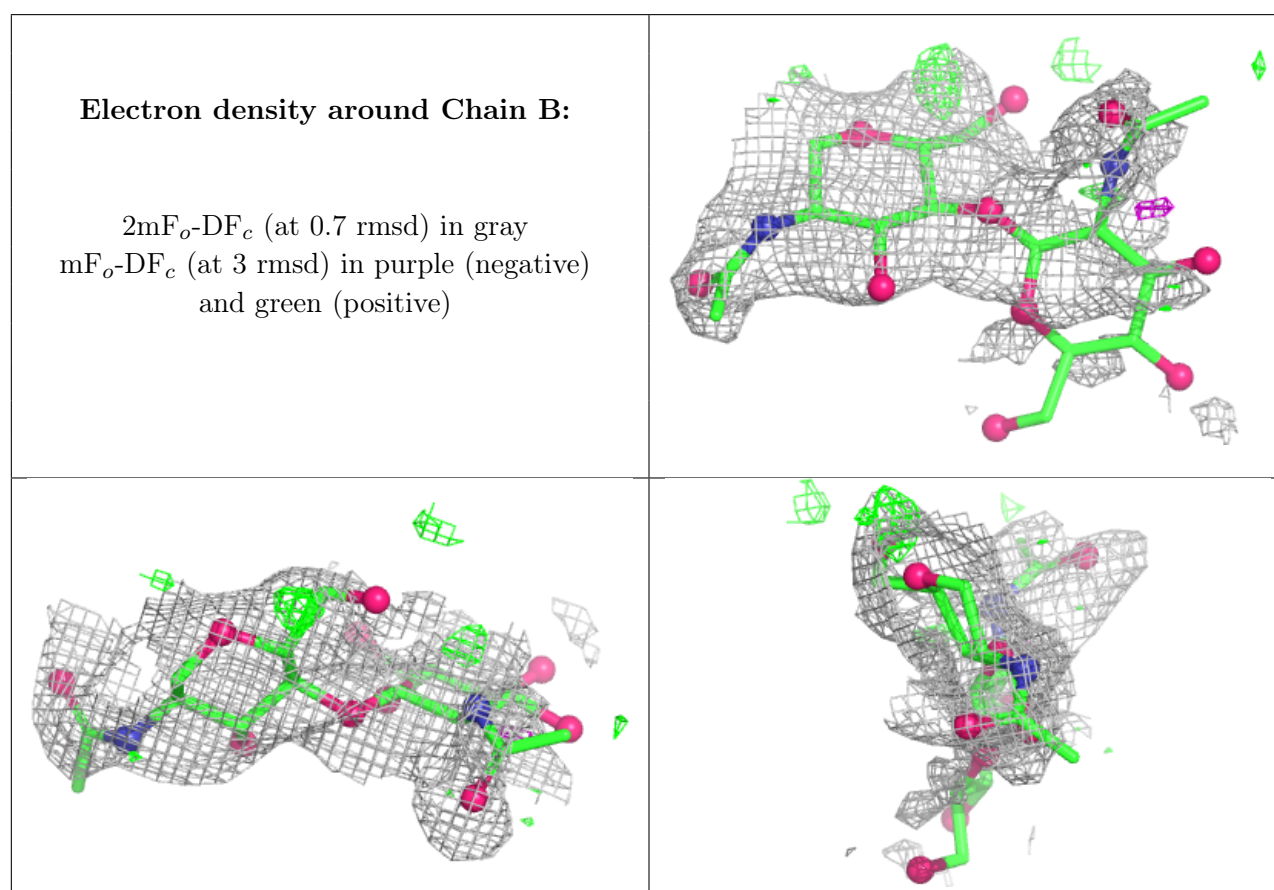 Electron density around Chain B:
2mFₒ-DF𝒸 (at 0.7 rmsd) in gray
mFₒ-DF𝒸 (at 3 rmsd) in purple (negative)
and green (positive)